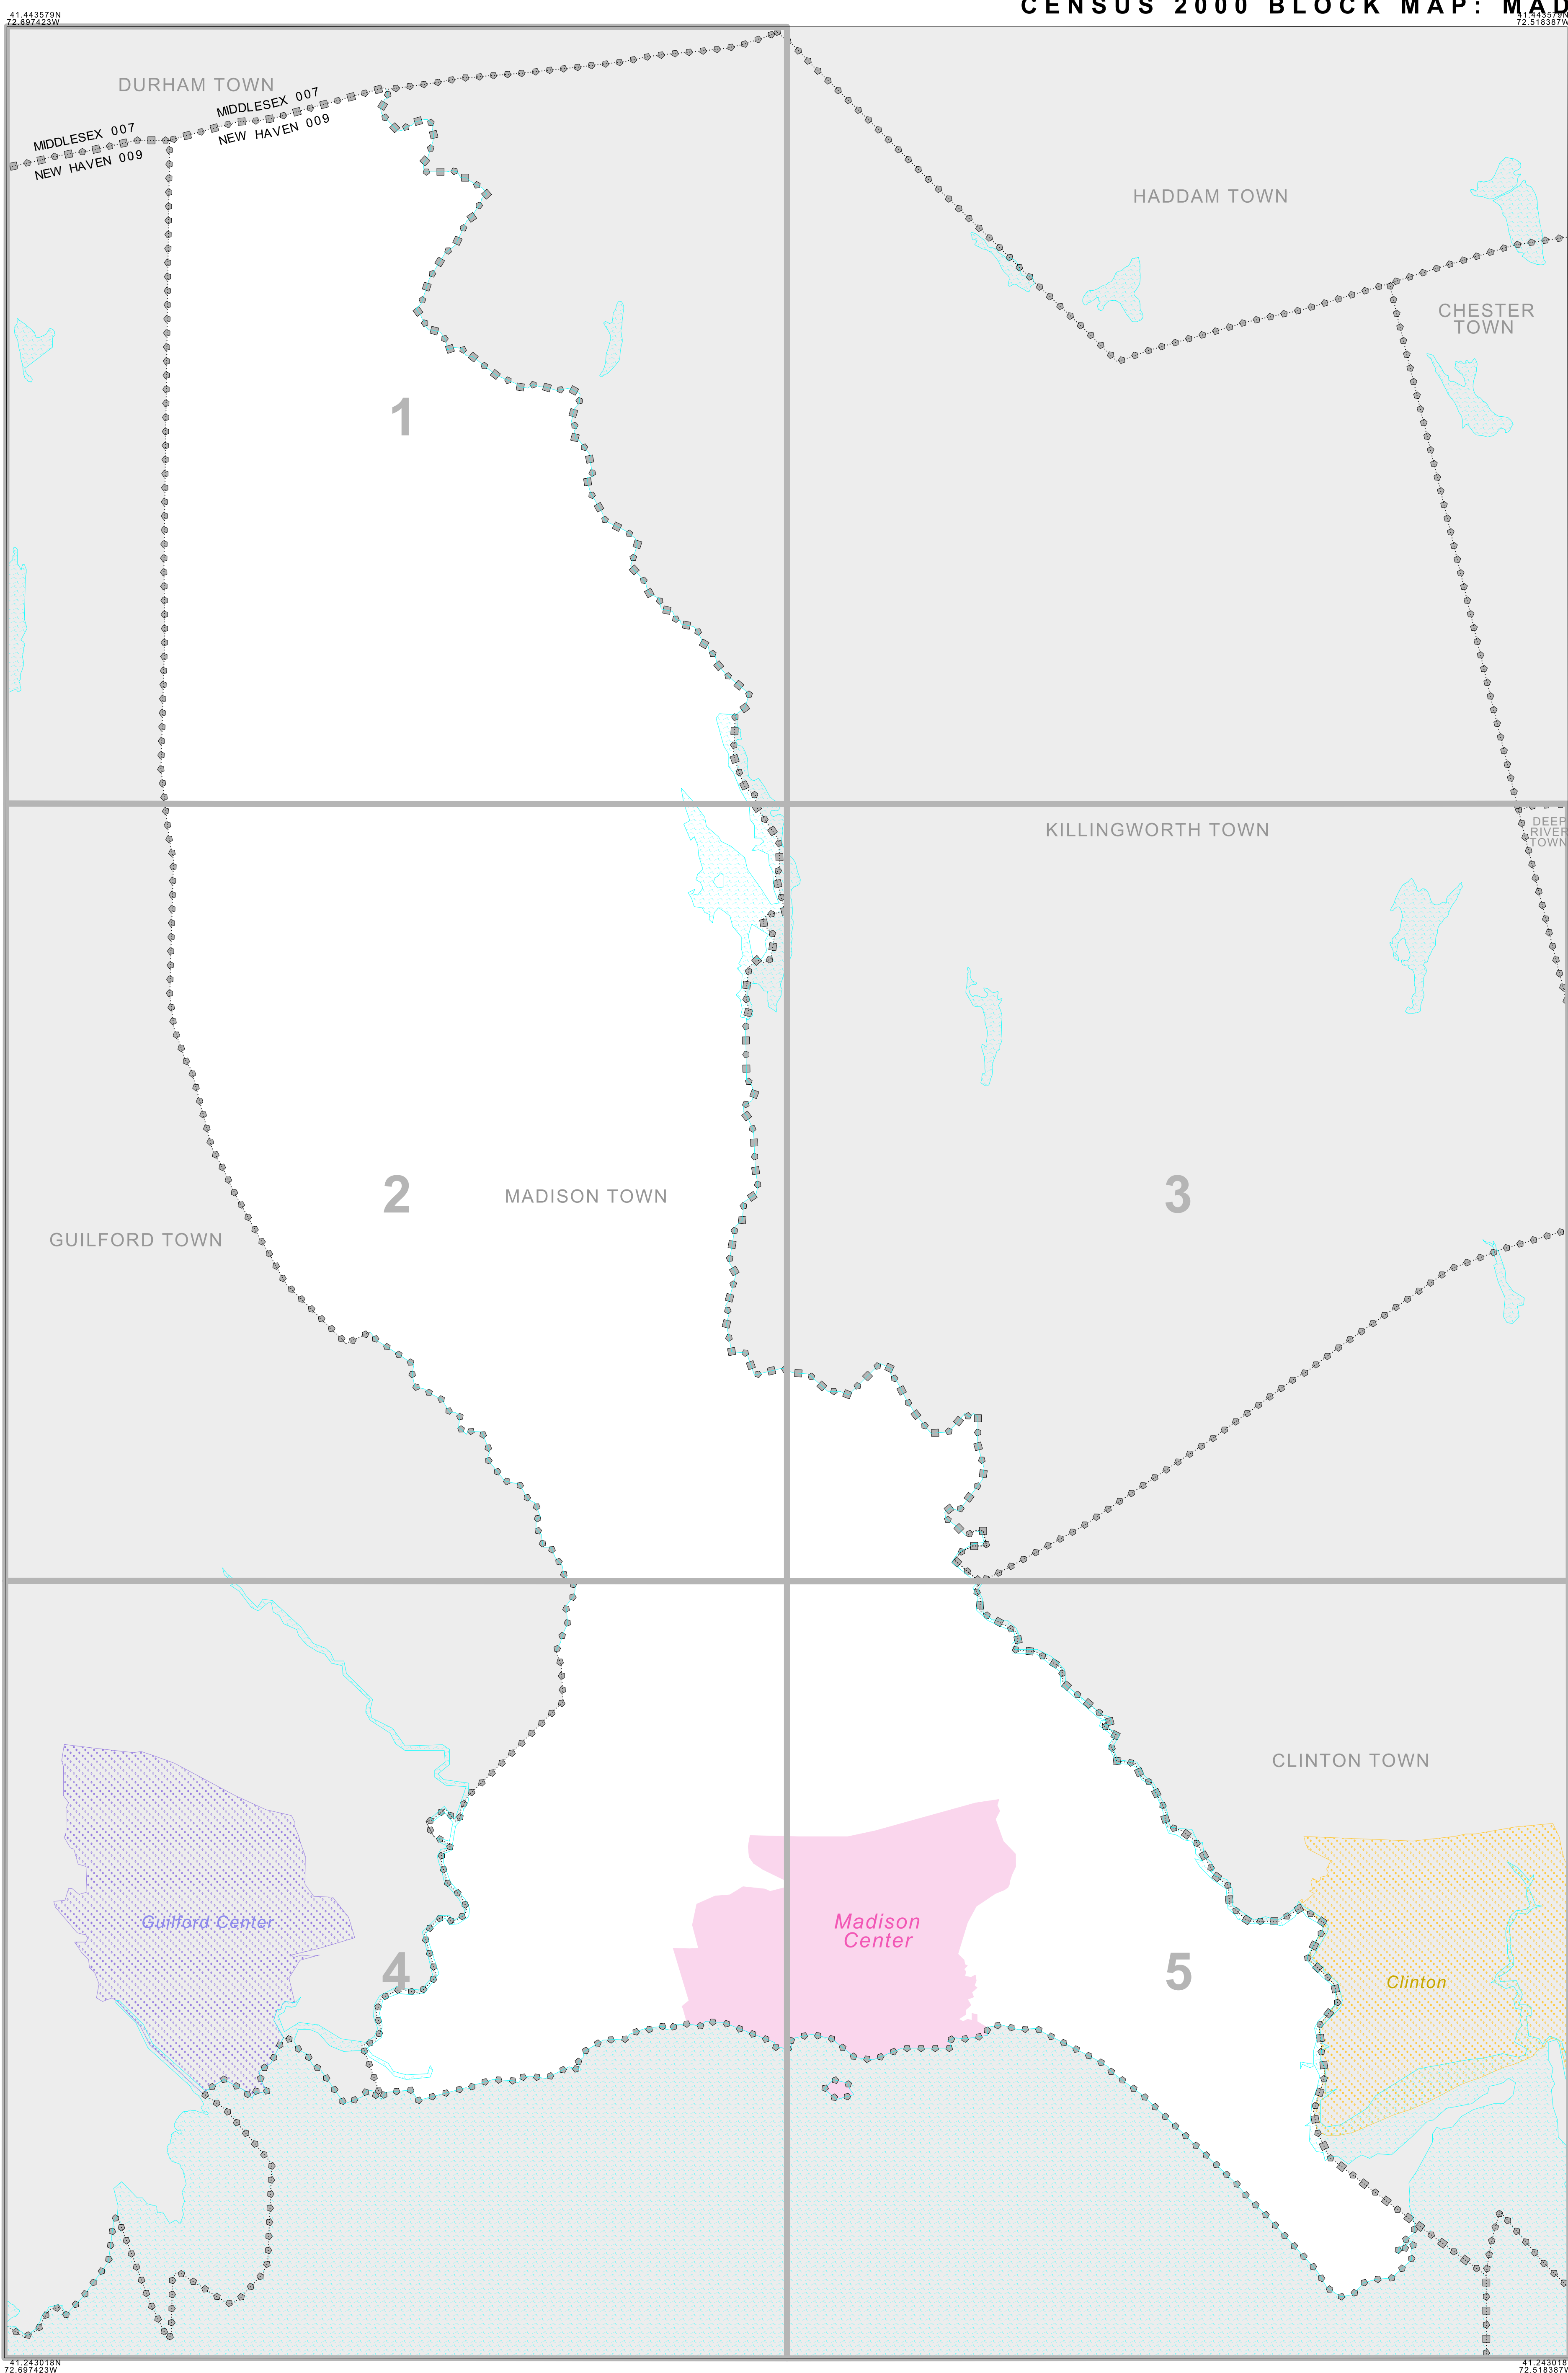 CENSUS 2000 BLOCK MAP: MAD
41.443579N
72.697423W
41.443579N
72.518387W
DURHAM TOWN
MIDDLESEX 007
NEW HAVEN 009
MIDDLESEX 007
NEW HAVEN 009
HADDAM TOWN
CHESTER
TOWN
1
KILLINGWORTH TOWN
DEEP
RIVER
TOWN
2
MADISON TOWN
3
GUILFORD TOWN
CLINTON TOWN
Guilford Center
Madison
Center
4
5
Clinton
41.243018N
72.697423W
41.243018
72.518387W